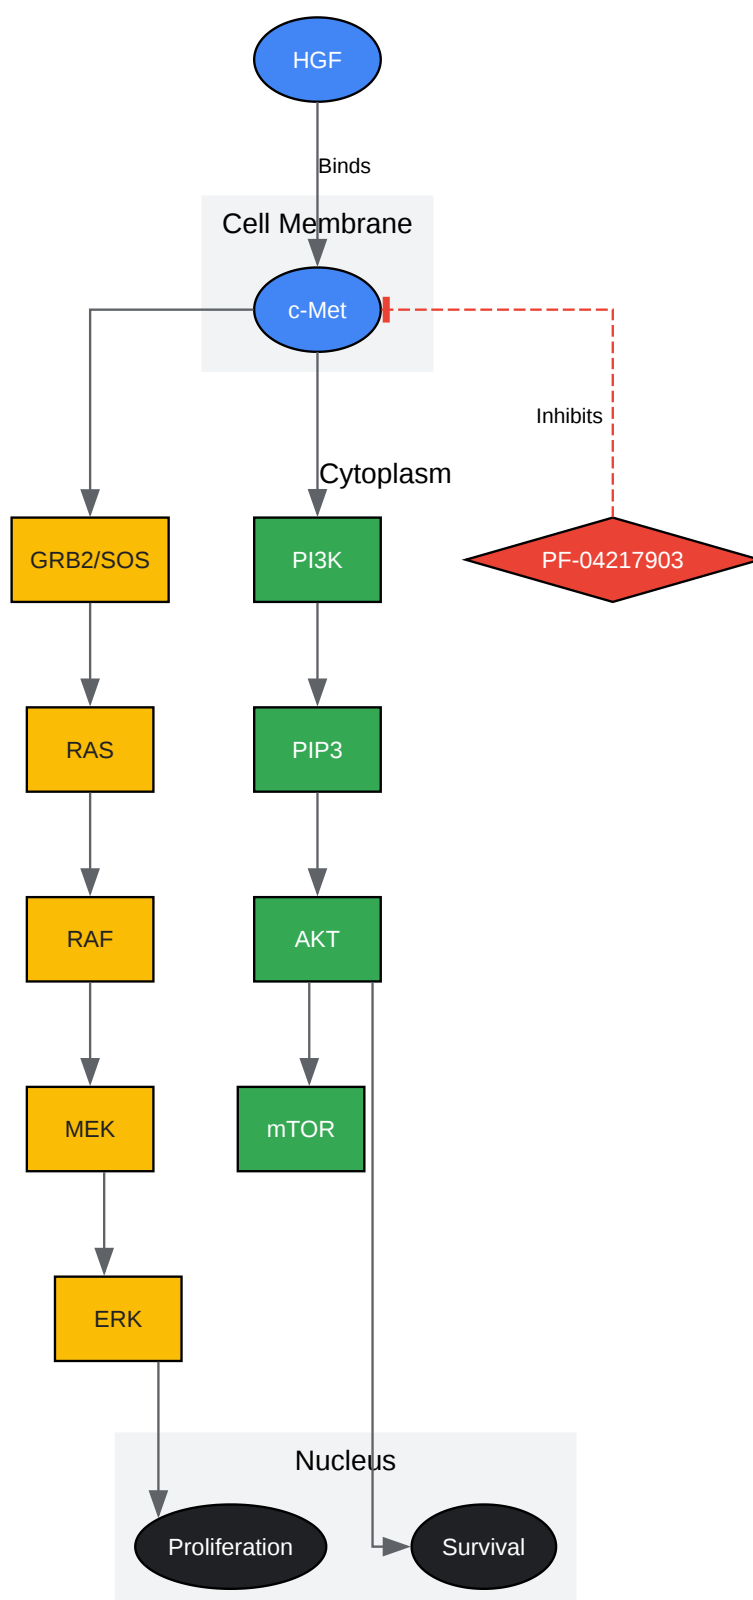 HGF
Binds
Cell Membrane
c-Met
Inhibits
Cytoplasm
GRB2/SOS
PI3K
PF-04217903
RAS
PIP3
RAF
AKT
MEK
mTOR
ERK
Nucleus
Proliferation
Survival